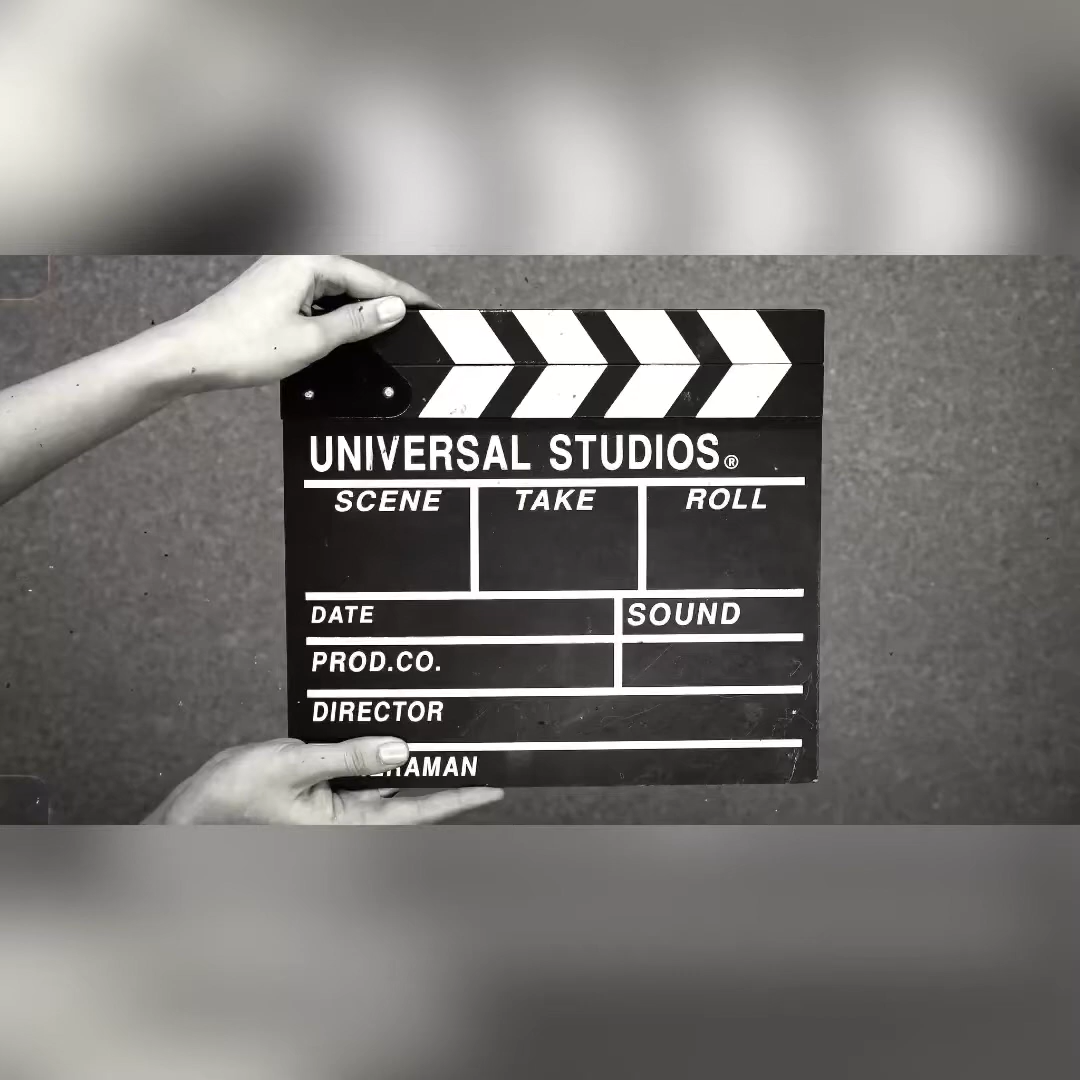 UNIVERSAL STUDIOS®
SCENE TAKE ROLL
DATE SOUND
PROD.CO.
DIRECTOR